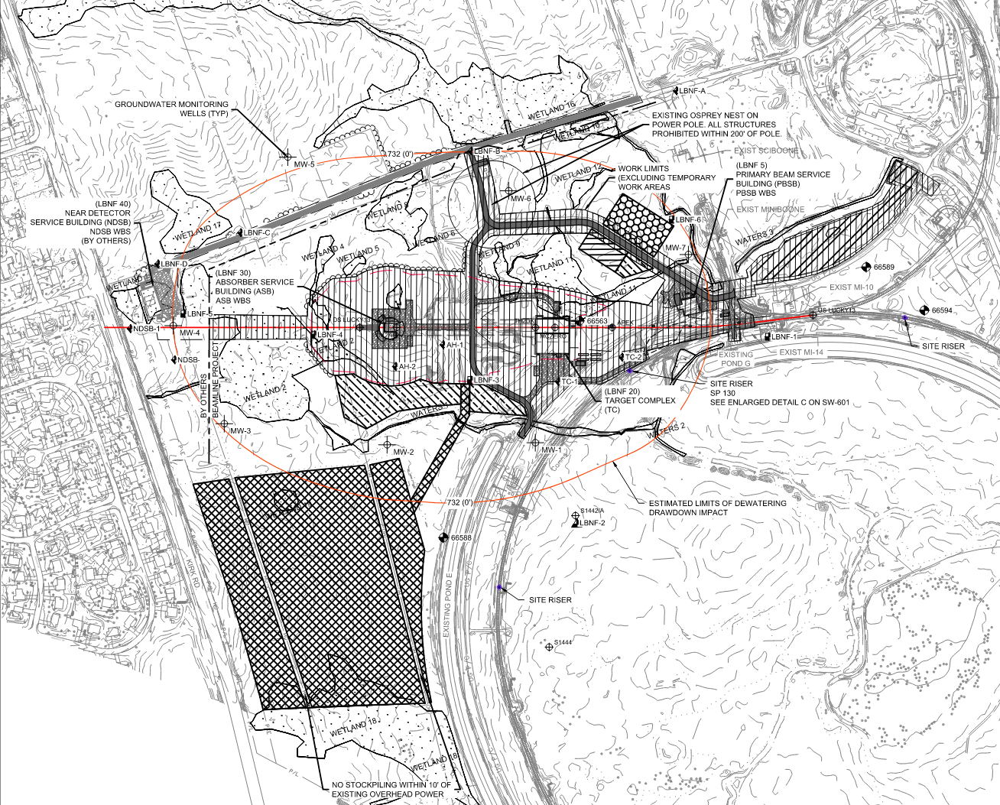 WETLAND 16
LBNF-A
GROUNDWATER MONITORING
WELLS (TYP)
EXISTING OSPREY NEST ON
POWER POLE. ALL STRUCTURES
PROHIBITED WITHIN 200' OF POLE.
MW-5
732 (0')
LBNF-B
EXIST SCIBOONE
WETLAND 12
WORK LIMITS
(EXCLUDING TEMPORARY
WORK AREAS
(LBNF 5)
PRIMARY BEAM SERVICE
BUILDING (PBSB)
PBSB WBS
MW-6
EXIST MINIBOONE
(LBNF 40)
NEAR DETECTOR
SERVICE BUILDING (NDSB)
NDSB WBS
(BY OTHERS)
WETLAND 17
LBNF-C
WETLAND 8
WETLAND 6
LBNF-6
WATERS 3
WETLAND 4
WETLAND 5
WETLAND 9
MW-7
LBNF-D
WETLAND 11
66589
(LBNF 30)
ABSORBER SERVICE
BUILDING (ASB)
ASB WBS
WETLAND 11
EXIST MI-10
LBNF-5
DS LUCKY13
66563
APEX
US LUCKY13
66594
NDSB-1
MW-4
LBNF-4
MCZERO
LBNF-1
WETLAND 2
AH-1
SITE RISER
NDSB-
TC-2
EXISTING
POND G
EXIST MI-14
AH-2
LBNF-3
TC-1
SITE RISER
SP 130
SEE ENLARGED DETAIL C ON SW-601
WETLAND 2
(LBNF 20)
TARGET COMPLEX
(TC)
BY OTHERS
BEAMLINE PROJECT
WATERS 1
MW-3
WATERS 2
MW-2
MW-1
732 (0')
ESTIMATED LIMITS OF DEWATERING
DRAWDOWN IMPACT
S1442/A
LBNF-2
66588
KIRK RD
EXISTING POND E
SITE RISER
S1444
WETLAND 18
WETLAND 18
P/L
NO STOCKPILING WITHIN 10' OF
EXISTING OVERHEAD POWER